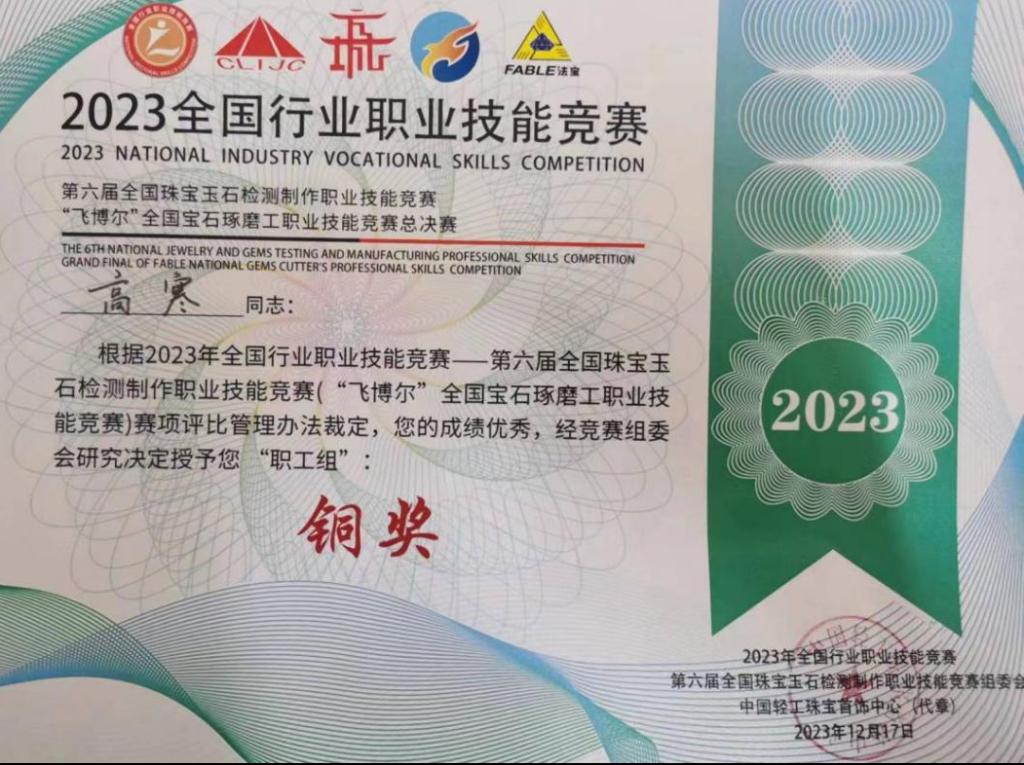 CLIJC
FABLE法宝
2023全国行业职业技能竞赛
2023 NATIONAL INDUSTRY VOCATIONAL SKILLS COMPETITION
第六届全国珠宝玉石检测制作职业技能竞赛
“飞博尔”全国宝石琢磨工职业技能竞赛总决赛
THE 6TH NATIONAL JEWELRY AND GEMS TESTING AND MANUFACTURING PROFESSIONAL SKILLS COMPETITION
GRAND FINAL OF FABLE NATIONAL GEMS CUTTER'S PROFESSIONAL SKILLS COMPETITION
高寒 同志：
根据2023年全国行业职业技能竞赛——第六届全国珠宝玉
石检测制作职业技能竞赛(“飞博尔”全国宝石琢磨工职业技
能竞赛)赛项评比管理办法裁定，您的成绩优秀，经竞赛组委
会研究决定授予您“职工组”：
铜奖
2023
2023年全国行业职业技能竞赛
第六届全国珠宝玉石检测制作职业技能竞赛组委会
中国轻工珠宝首饰中心（代章）
2023年12月17日